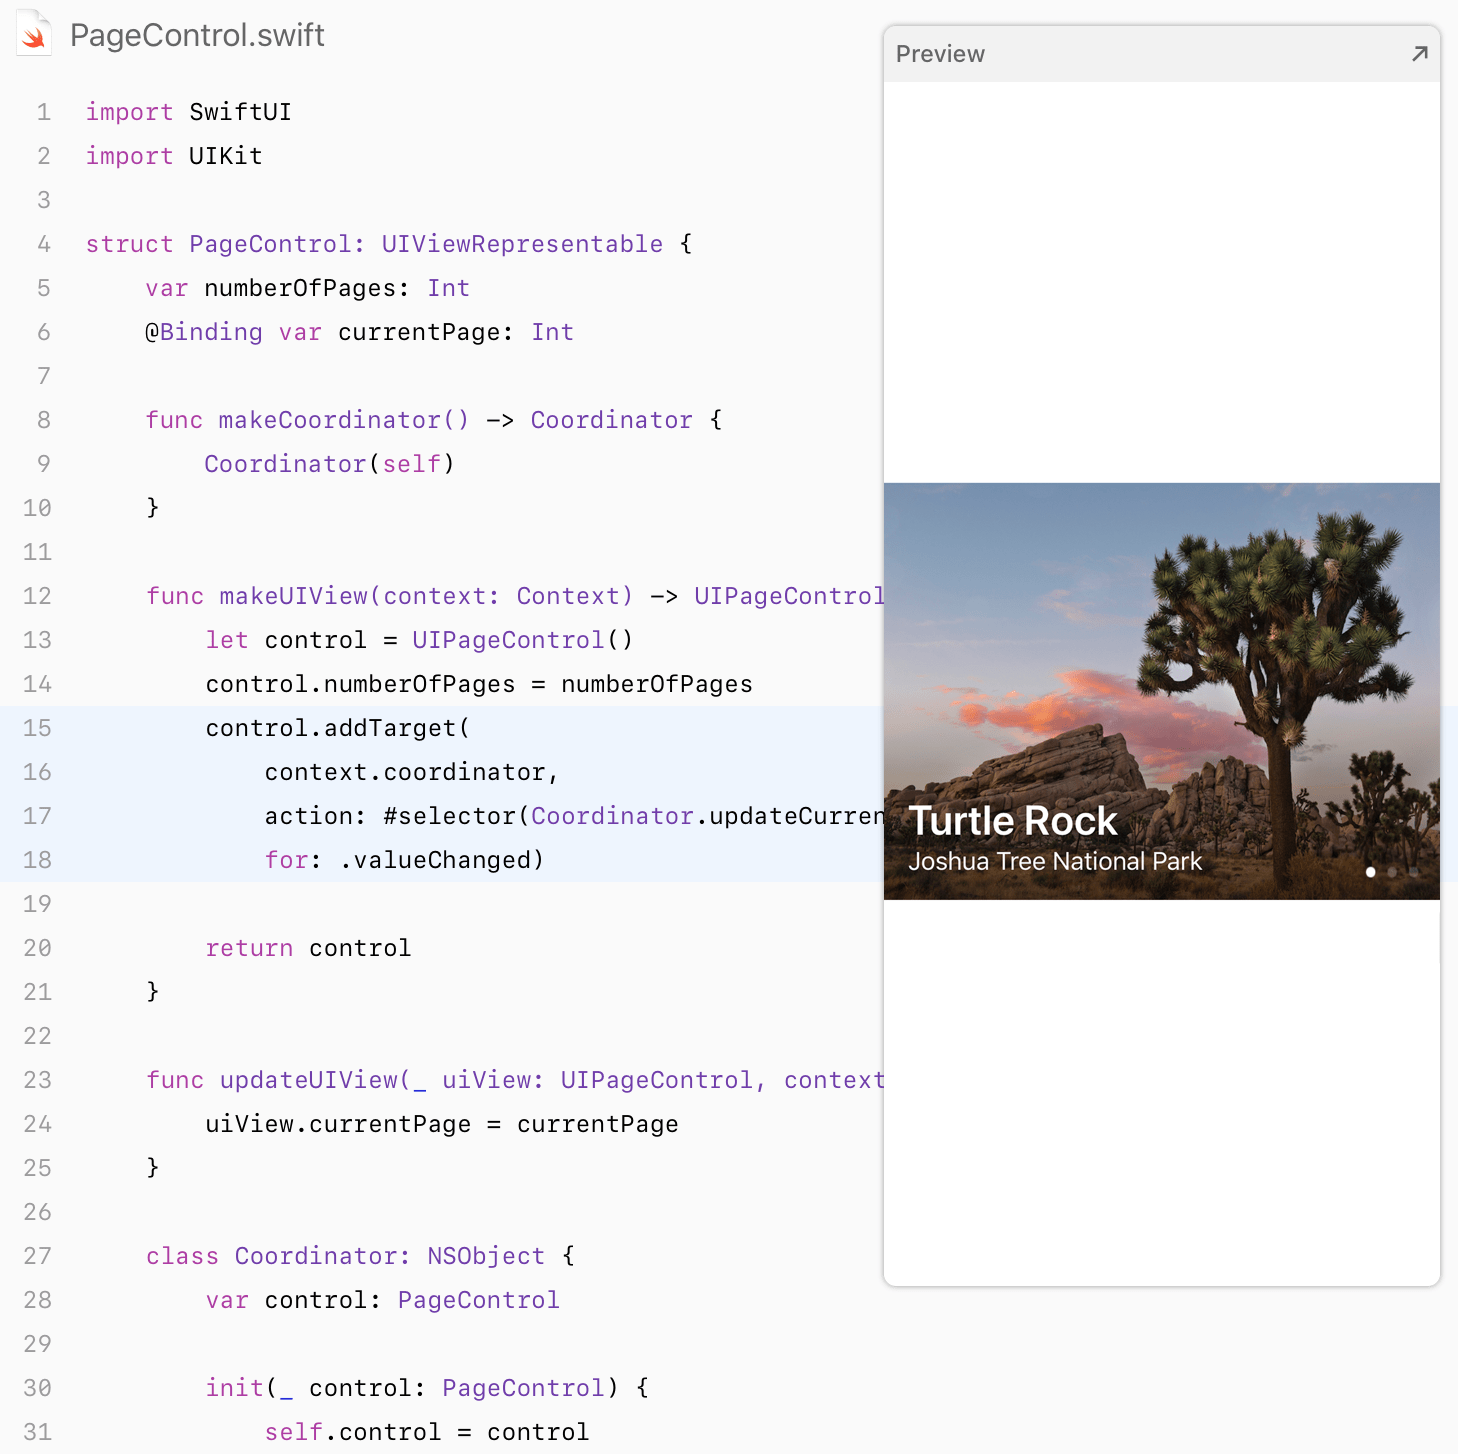 PageControl.swift
1 import SwiftUI
2 import UIKit
3
4 struct PageControl: UIViewRepresentable {
5     var numberOfPages: Int
6     @Binding var currentPage: Int
7
8     func makeCoordinator() -> Coordinator {
9         Coordinator(self)
10     }
11
12     func makeUIView(context: Context) -> UIPageControl
13         let control = UIPageControl()
14         control.numberOfPages = numberOfPages
15         control.addTarget(
16             context.coordinator,
17             action: #selector(Coordinator.updateCurren
18             for: .valueChanged)
19
20         return control
21     }
22
23     func updateUIView(_ uiView: UIPageControl, context
24         uiView.currentPage = currentPage
25     }
26
27     class Coordinator: NSObject {
28         var control: PageControl
29
30         init(_ control: PageControl) {
31             self.control = control
Preview
Turtle Rock
Joshua Tree National Park